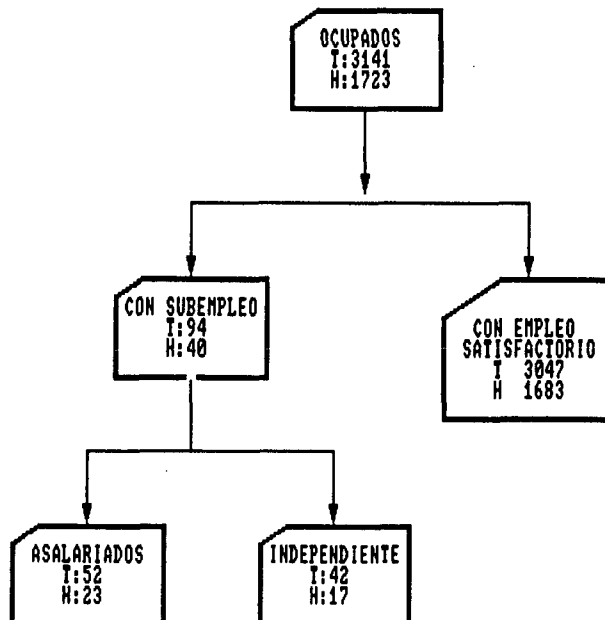 OCUPADOS
T:3141
H:1723
CON SUBEMPLEO
T:94
H:40
CON EMPLEO
SATISFACTORIO
T 3047
H 1683
ASALARIADOS
T:52
H:23
INDEPENDIENTE
T:42
H:17